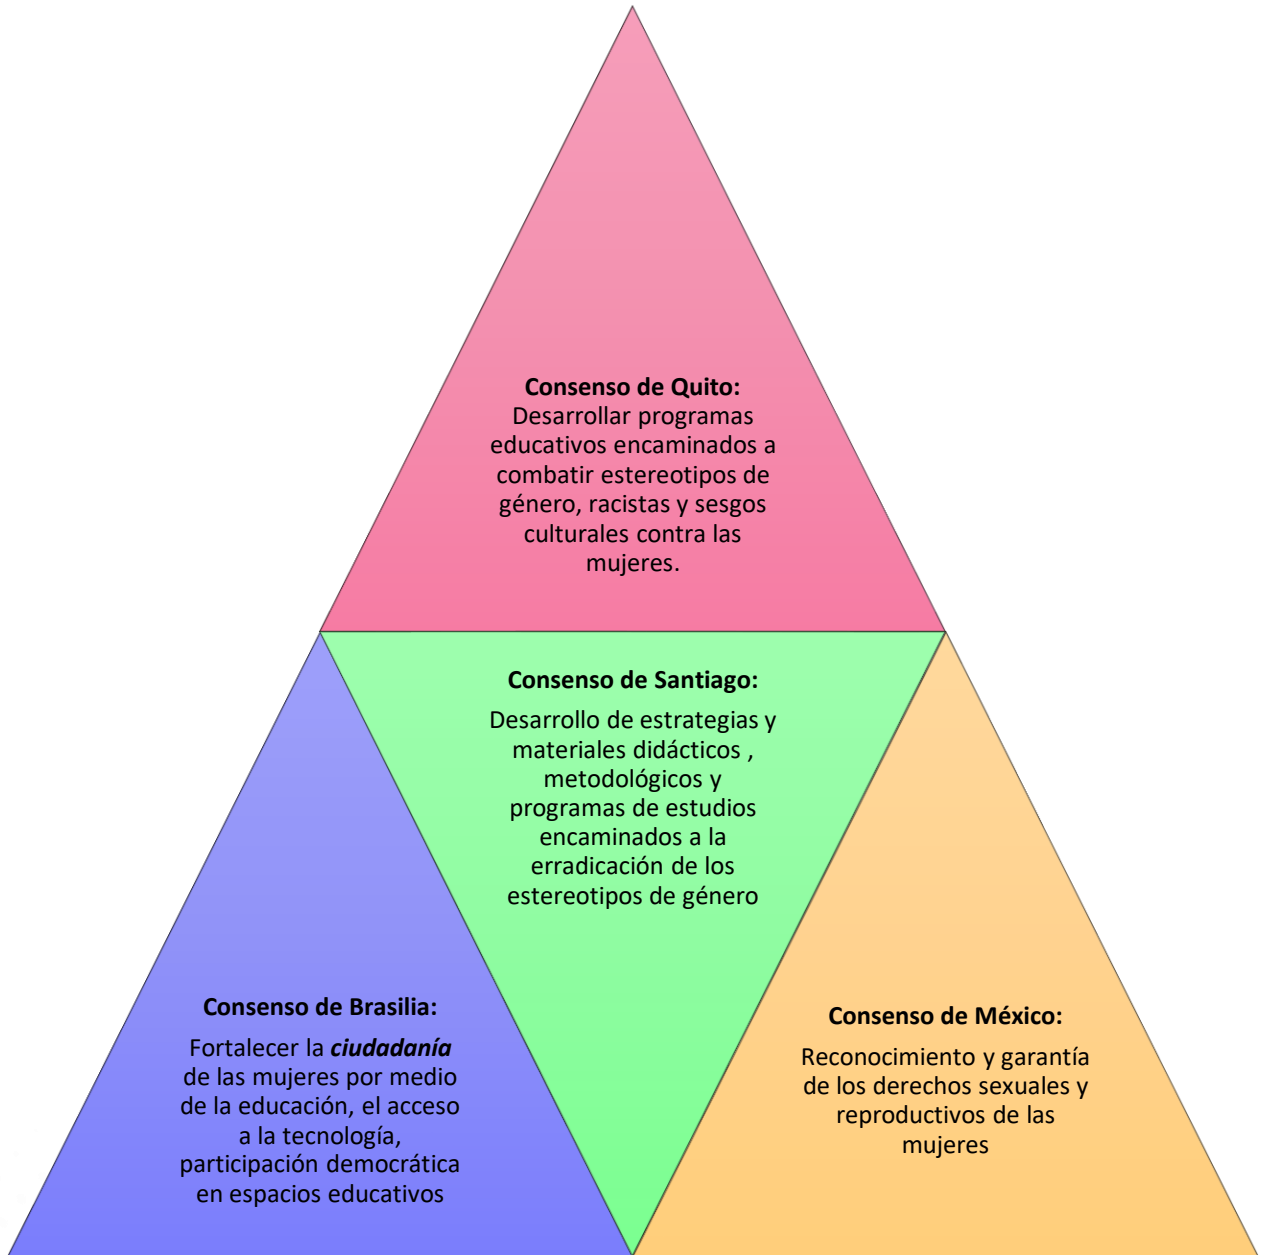 Consenso de Quito:
Desarrollar programas
educativos encaminados a
combatir estereotipos de
género, racistas y sesgos
culturales contra las
mujeres.
Consenso de Santiago:
Desarrollo de estrategias y
materiales didácticos ,
metodológicos y
programas de estudios
encaminados a la
erradicación de los
estereotipos de género
Consenso de Brasilia:
Fortalecer la ciudadanía
de las mujeres por medio
de la educación, el acceso
a la tecnología,
participación democrática
en espacios educativos
Consenso de México:
Reconocimiento y garantía
de los derechos sexuales y
reproductivos de las
mujeres